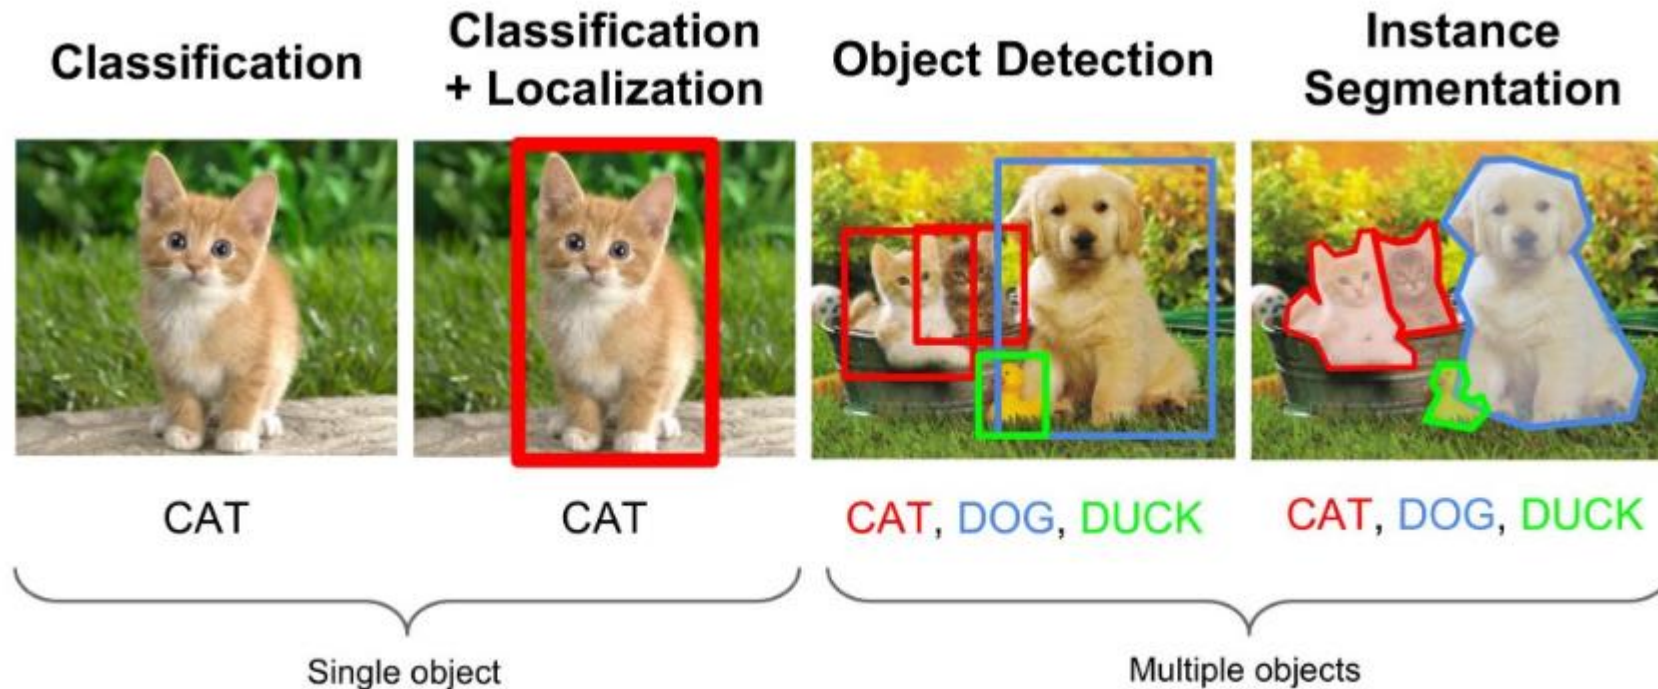 Classification
Classification
+ Localization
Object Detection
Instance
Segmentation
CAT
CAT
CAT, DOG, DUCK
CAT, DOG, DUCK
Single object
Multiple objects